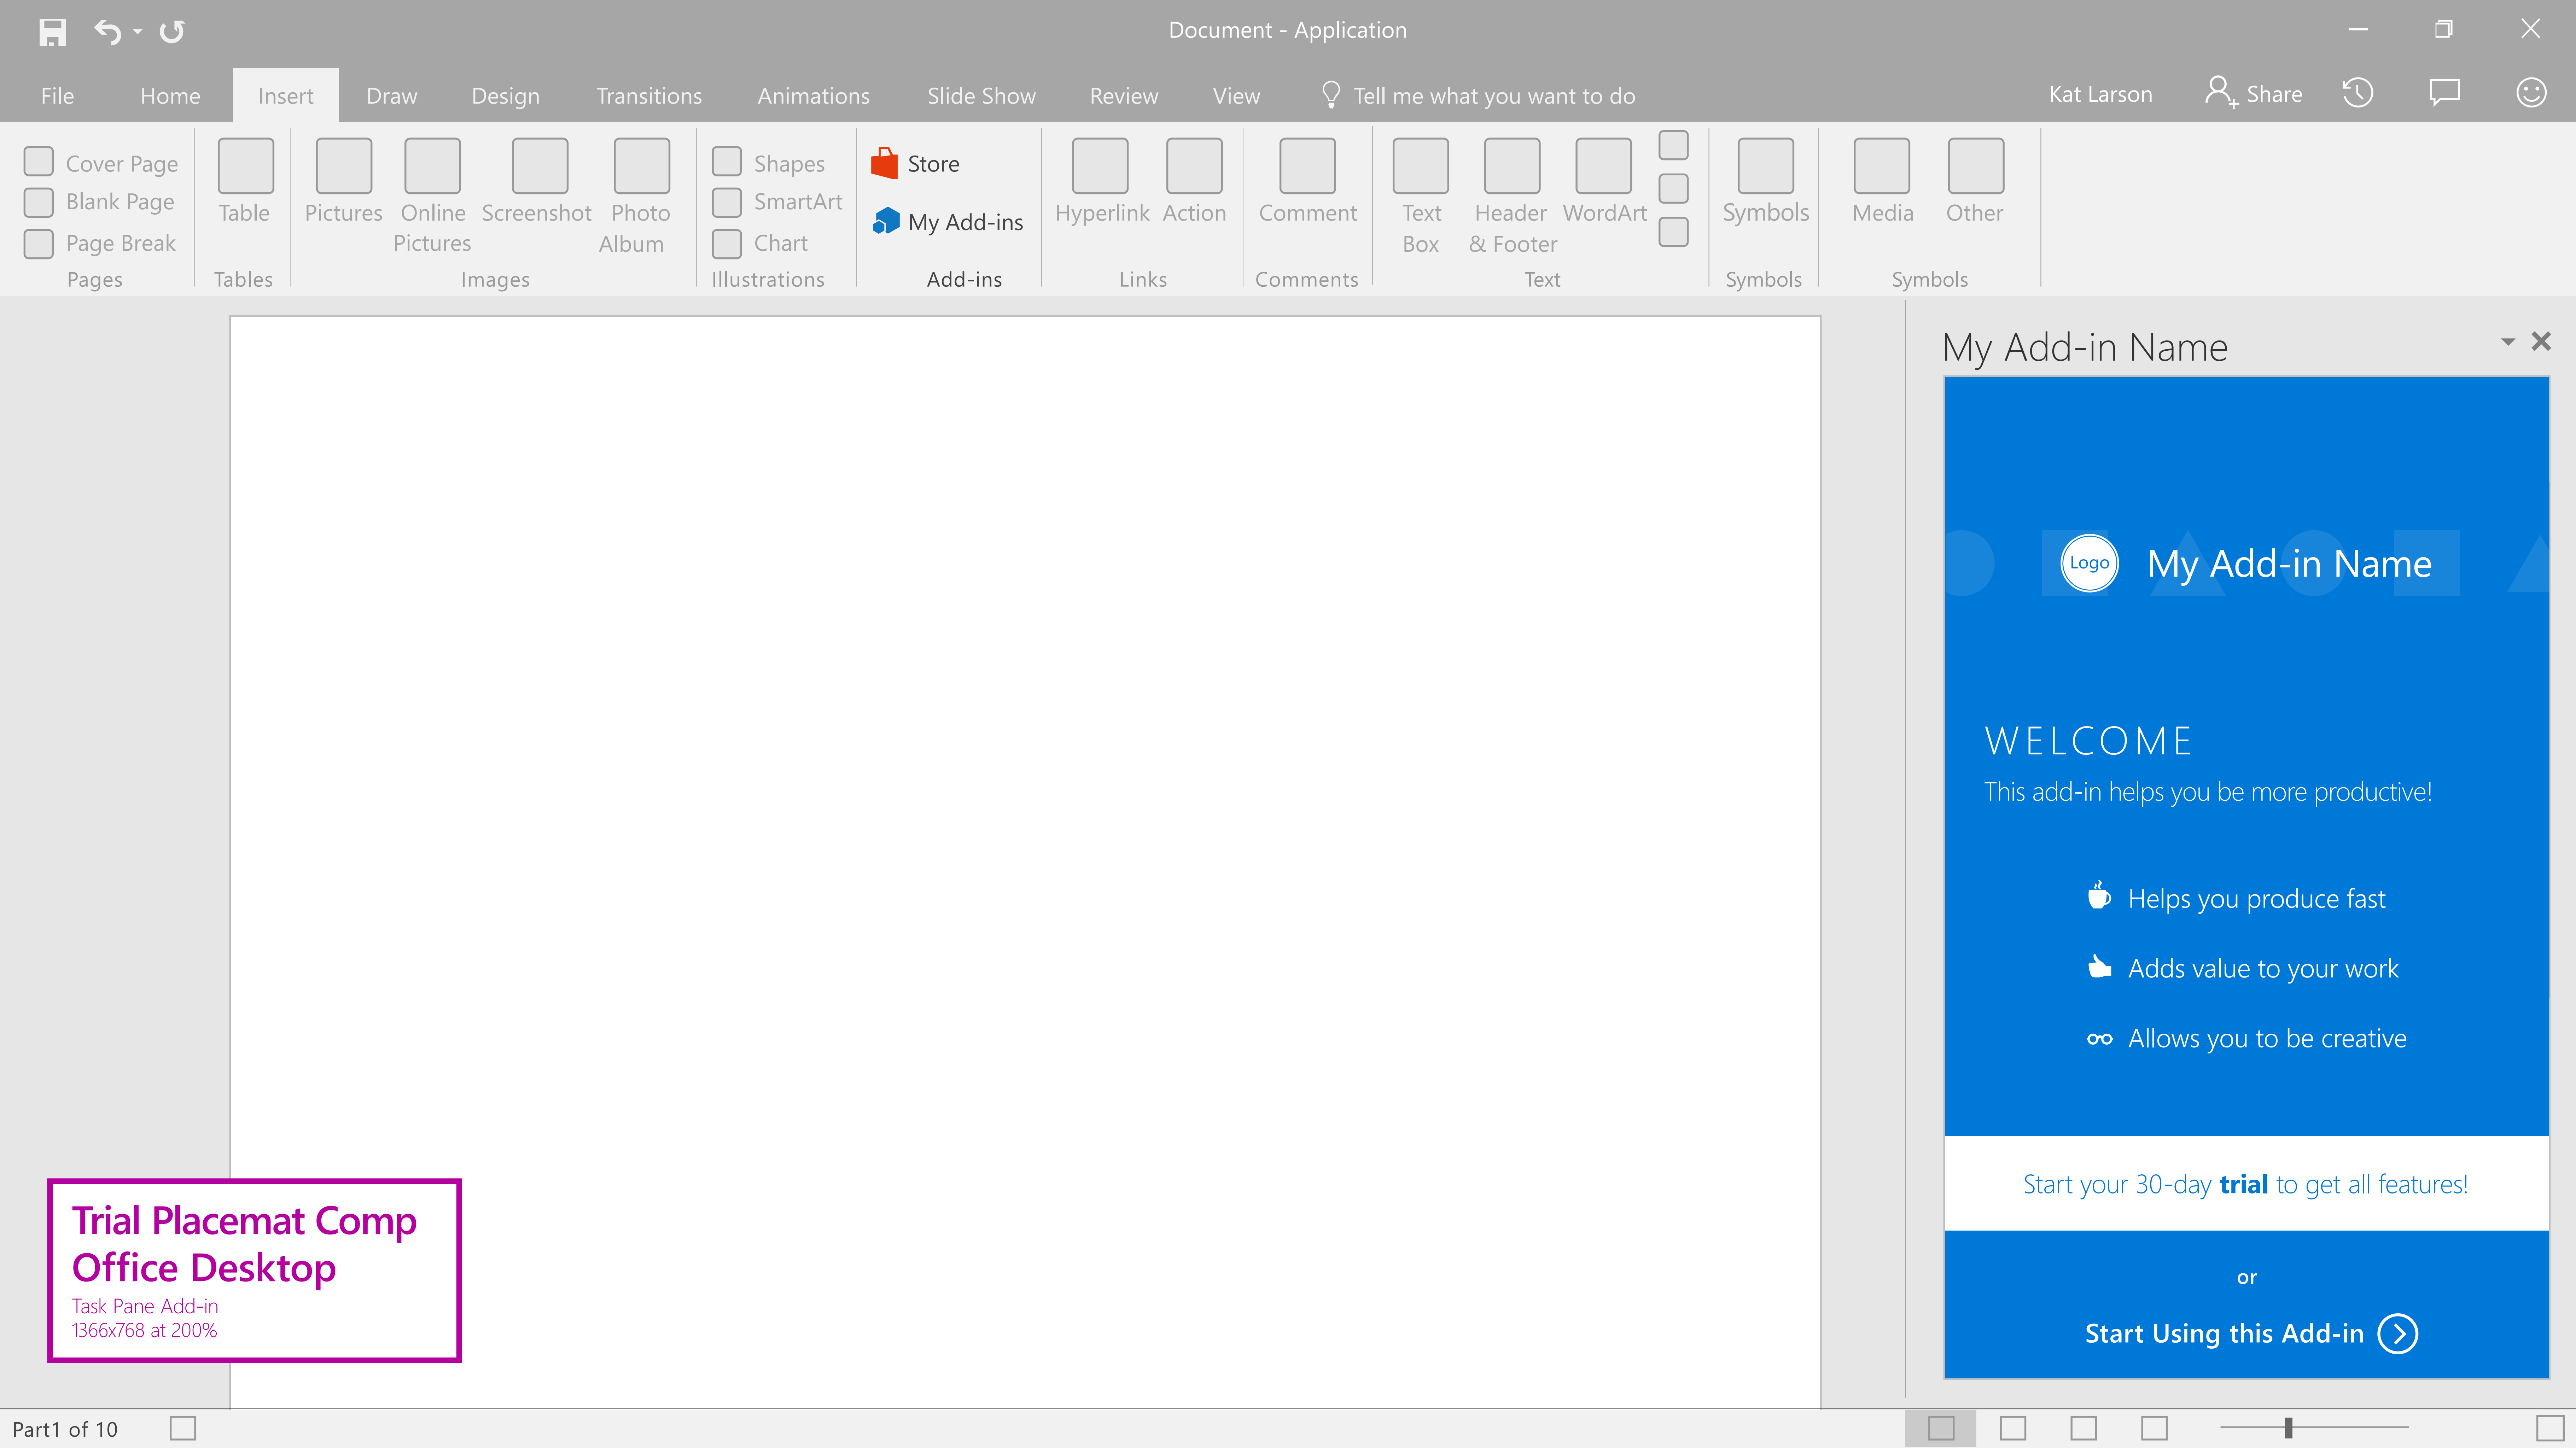 Document - Application
File Home Insert Draw Design Transitions Animations Slide Show Review View Tell me what you want to do Kat Larson Share
Cover Page
Blank Page
Page Break
Pages
Table
Tables
Pictures
Online
Pictures
Screenshot
Photo
Album
Images
Shapes
SmartArt
Chart
Illustrations
Store
My Add-ins
Add-ins
Hyperlink
Action
Links
Comment
Comments
Text
Box
Header
& Footer
WordArt
Text
Symbols
Symbols
Media
Other
Symbols
My Add-in Name
Logo
My Add-in Name
WELCOME
This add-in helps you be more productive!
Helps you produce fast
Adds value to your work
Allows you to be creative
Start your 30-day trial to get all features!
or
Start Using this Add-in
Trial Placemat Comp
Office Desktop
Task Pane Add-in
1366x768 at 200%
Part1 of 10